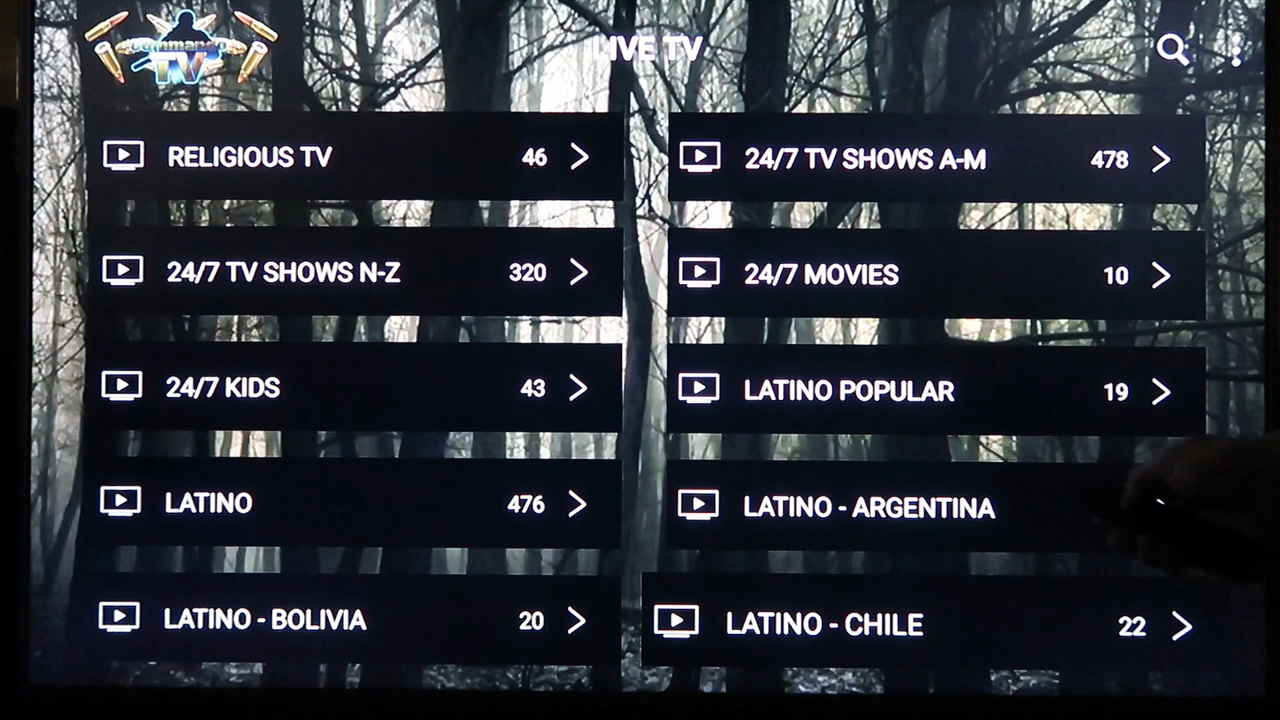 commando
TV
LIVE TV
RELIGIOUS TV 46
24/7 TV SHOWS A-M 478
24/7 TV SHOWS N-Z 320
24/7 MOVIES 10
24/7 KIDS 43
LATINO POPULAR 19
LATINO 476
LATINO - ARGENTINA
LATINO - BOLIVIA 20
LATINO - CHILE 22